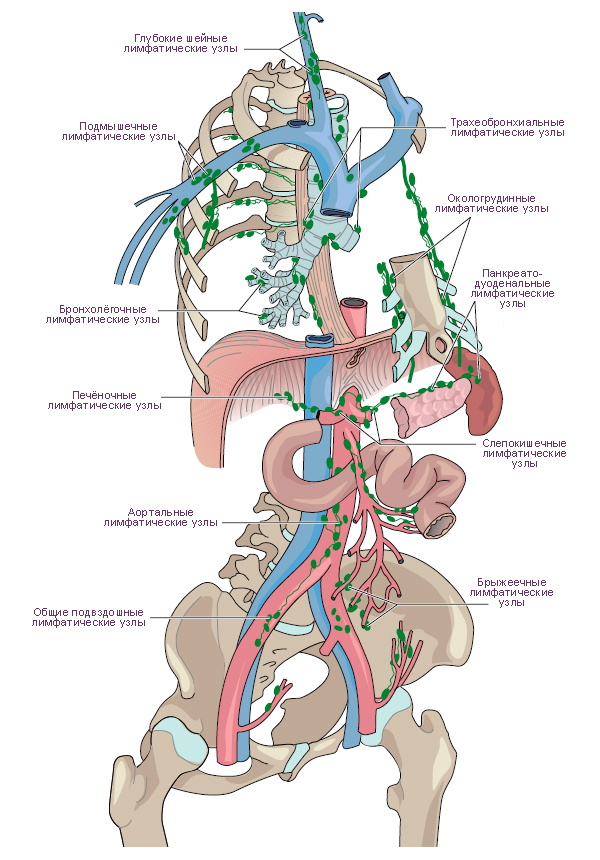 Глубокие шейные
лимфатические узлы
Подмышечные
лимфатические узлы
Трахеобронхиальные
лимфатические узлы
Окологрудинные
лимфатические узлы
Панкреато-
дуоденальные
лимфатические
узлы
Бронхолёгочные
лимфатические узлы
Печёночные
лимфатические узлы
Слепокишечные
лимфатические
узлы
Аортальные
лимфатические узлы
Брыжеечные
лимфатические
узлы
Общие подвздошные
лимфатические узлы